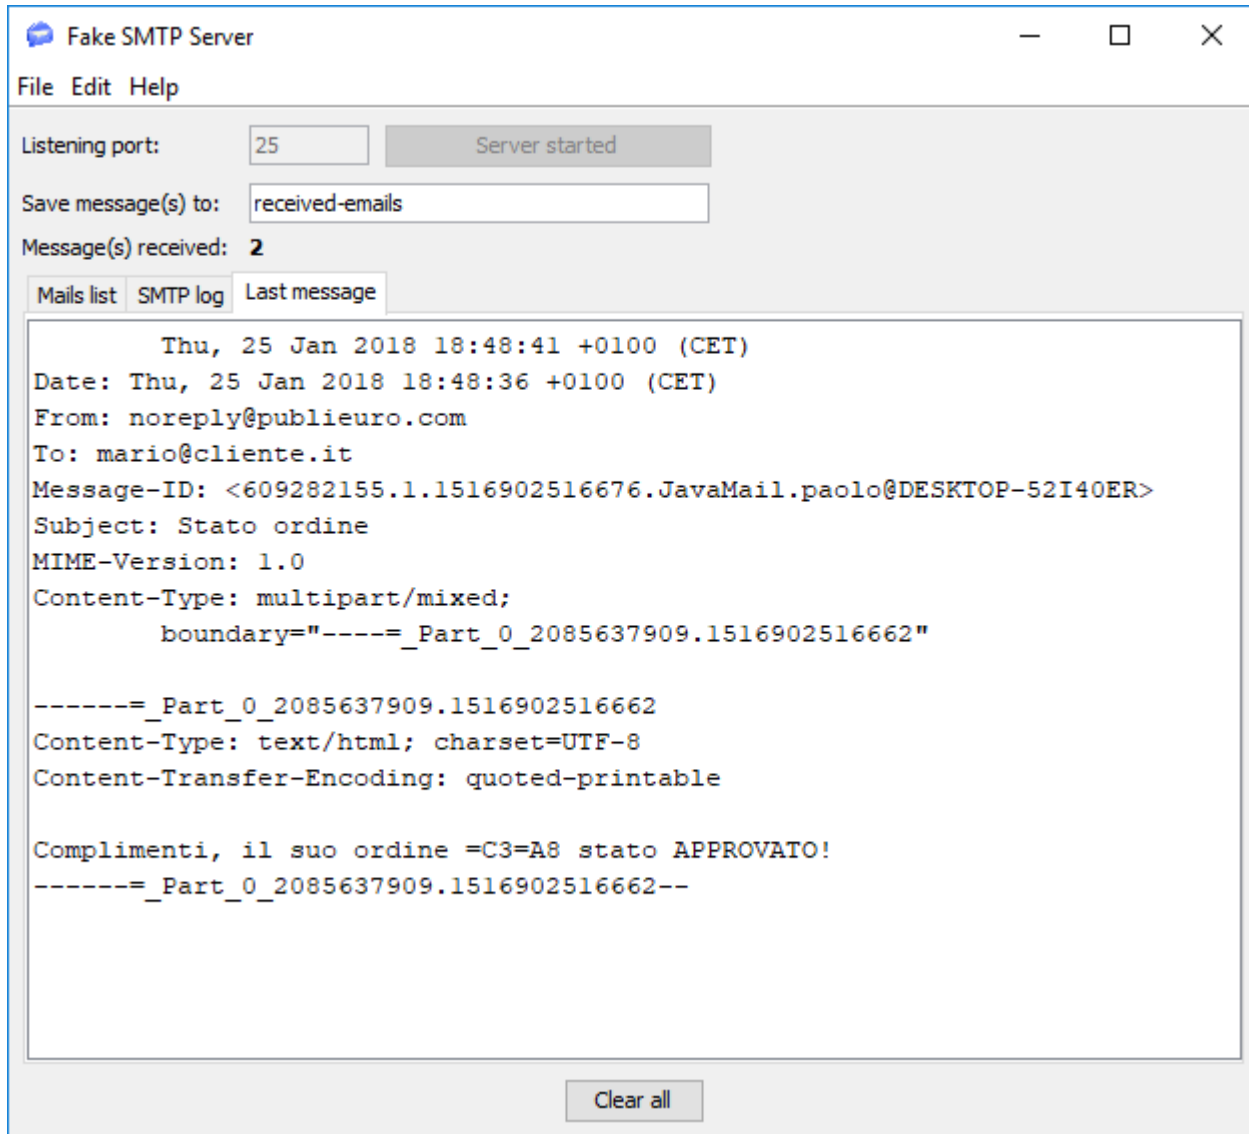 Fake SMTP Server
File Edit Help
Listening port: 25 Server started
Save message(s) to: received-emails
Message(s) received: 2
Mails list SMTP log Last message
Thu, 25 Jan 2018 18:48:41 +0100 (CET)
Date: Thu, 25 Jan 2018 18:48:36 +0100 (CET)
From: noreply@publieuro.com
To: mario@cliente.it
Message-ID: <609282155.1.1516902516676.JavaMail.paolo@DESKTOP-52I40ER>
Subject: Stato ordine
MIME-Version: 1.0
Content-Type: multipart/mixed;
boundary="----=_Part_0_2085637909.1516902516662"
------=_Part_0_2085637909.1516902516662
Content-Type: text/html; charset=UTF-8
Content-Transfer-Encoding: quoted-printable
Complimenti, il suo ordine =C3=A8 stato APPROVATO!
------=_Part_0_2085637909.1516902516662--
Clear all